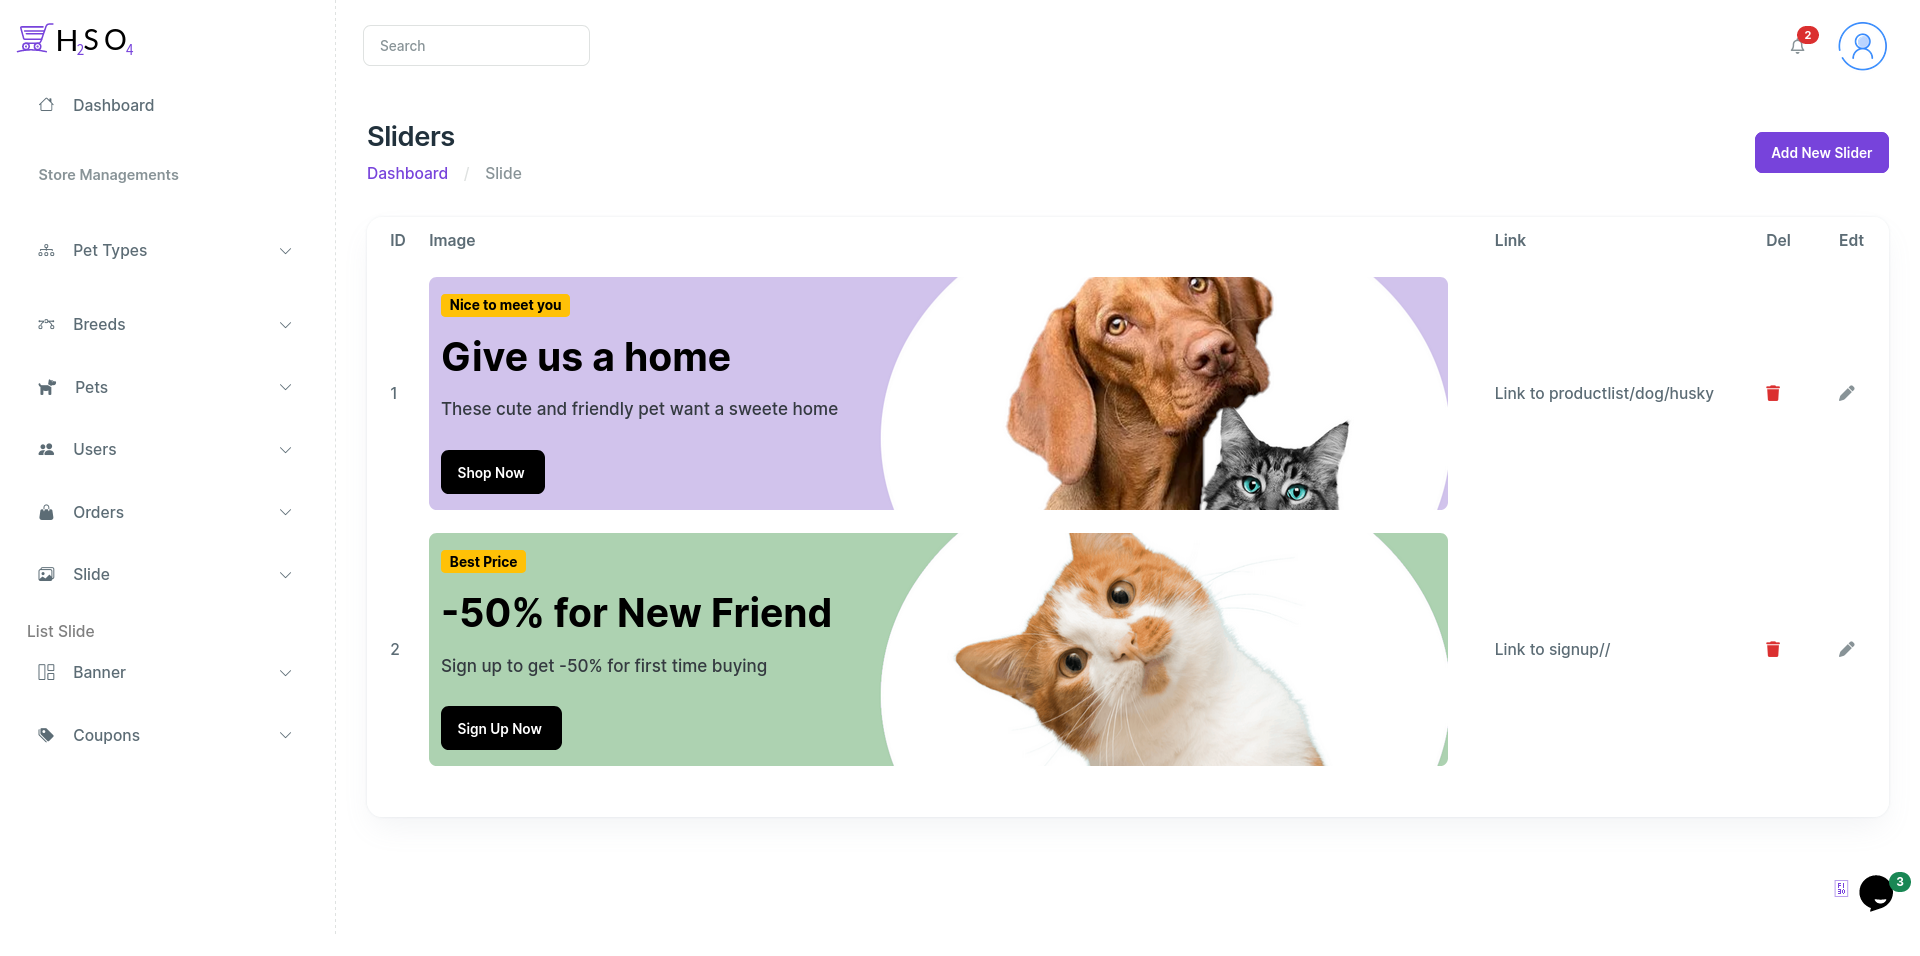 H2SO4
Search
2
Dashboard
Store Managements
Pet Types
Breeds
Pets
Users
Orders
Slide
List Slide
Banner
Coupons
Sliders
Dashboard / Slide
Add New Slider
ID Image Link Del Edt
1
Nice to meet you
Give us a home
These cute and friendly pet want a sweete home
Shop Now
Link to productlist/dog/husky
2
Best Price
-50% for New Friend
Sign up to get -50% for first time buying
Sign Up Now
Link to signup//
3